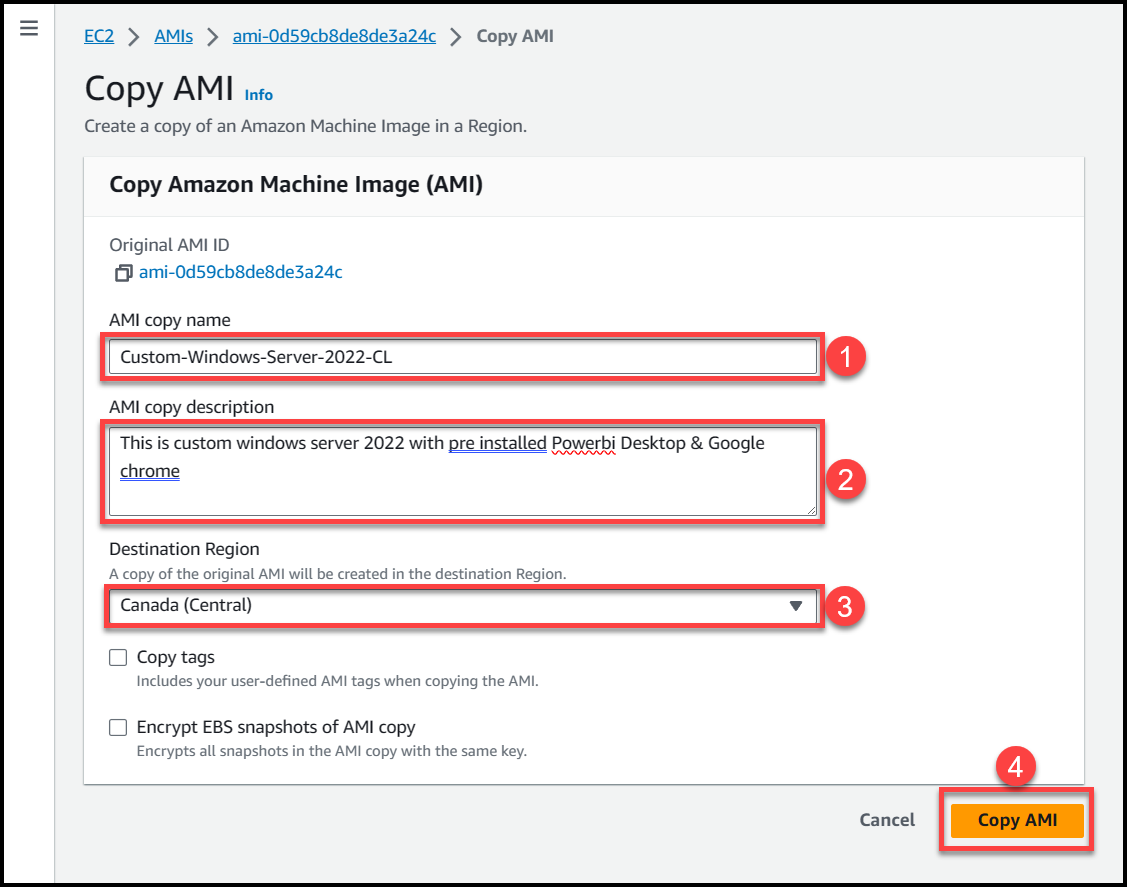 EC2 > AMIs > ami-0d59cb8de8de3a24c > Copy AMI
Copy AMI Info
Create a copy of an Amazon Machine Image in a Region.
Copy Amazon Machine Image (AMI)
Original AMI ID
ami-0d59cb8de8de3a24c
AMI copy name
Custom-Windows-Server-2022-CL
1
AMI copy description
This is custom windows server 2022 with pre installed Powerbi Desktop & Google
chrome
2
Destination Region
A copy of the original AMI will be created in the destination Region.
Canada (Central)
3
Copy tags
Includes your user-defined AMI tags when copying the AMI.
Encrypt EBS snapshots of AMI copy
Encrypts all snapshots in the AMI copy with the same key.
4
Cancel
Copy AMI